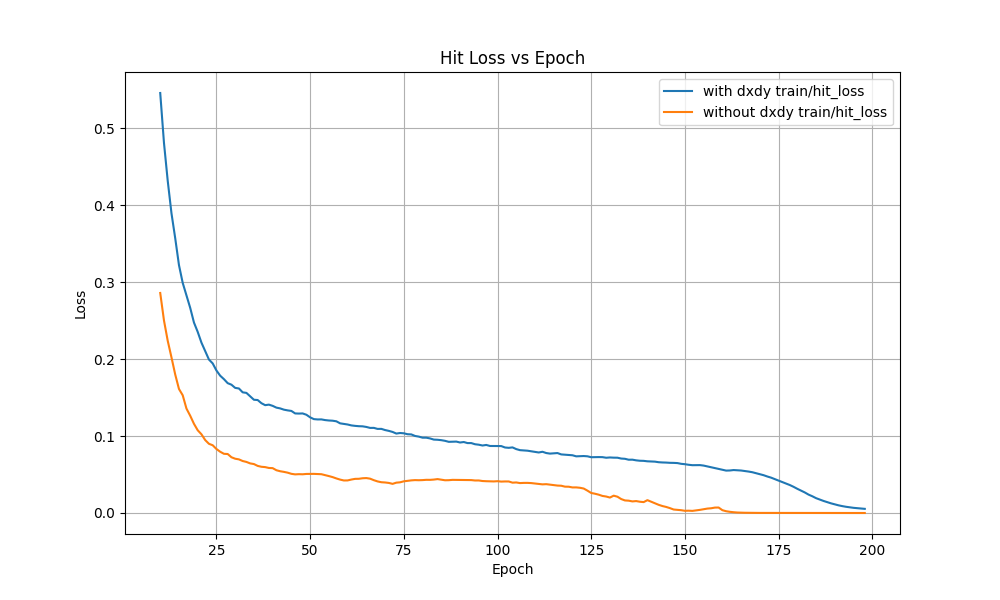 Hit Loss vs Epoch
with dxdy train/hit_loss
without dxdy train/hit_loss
Loss
0.5
0.4
0.3
0.2
0.1
0.0
25 50 75 100 125 150 175 200
Epoch